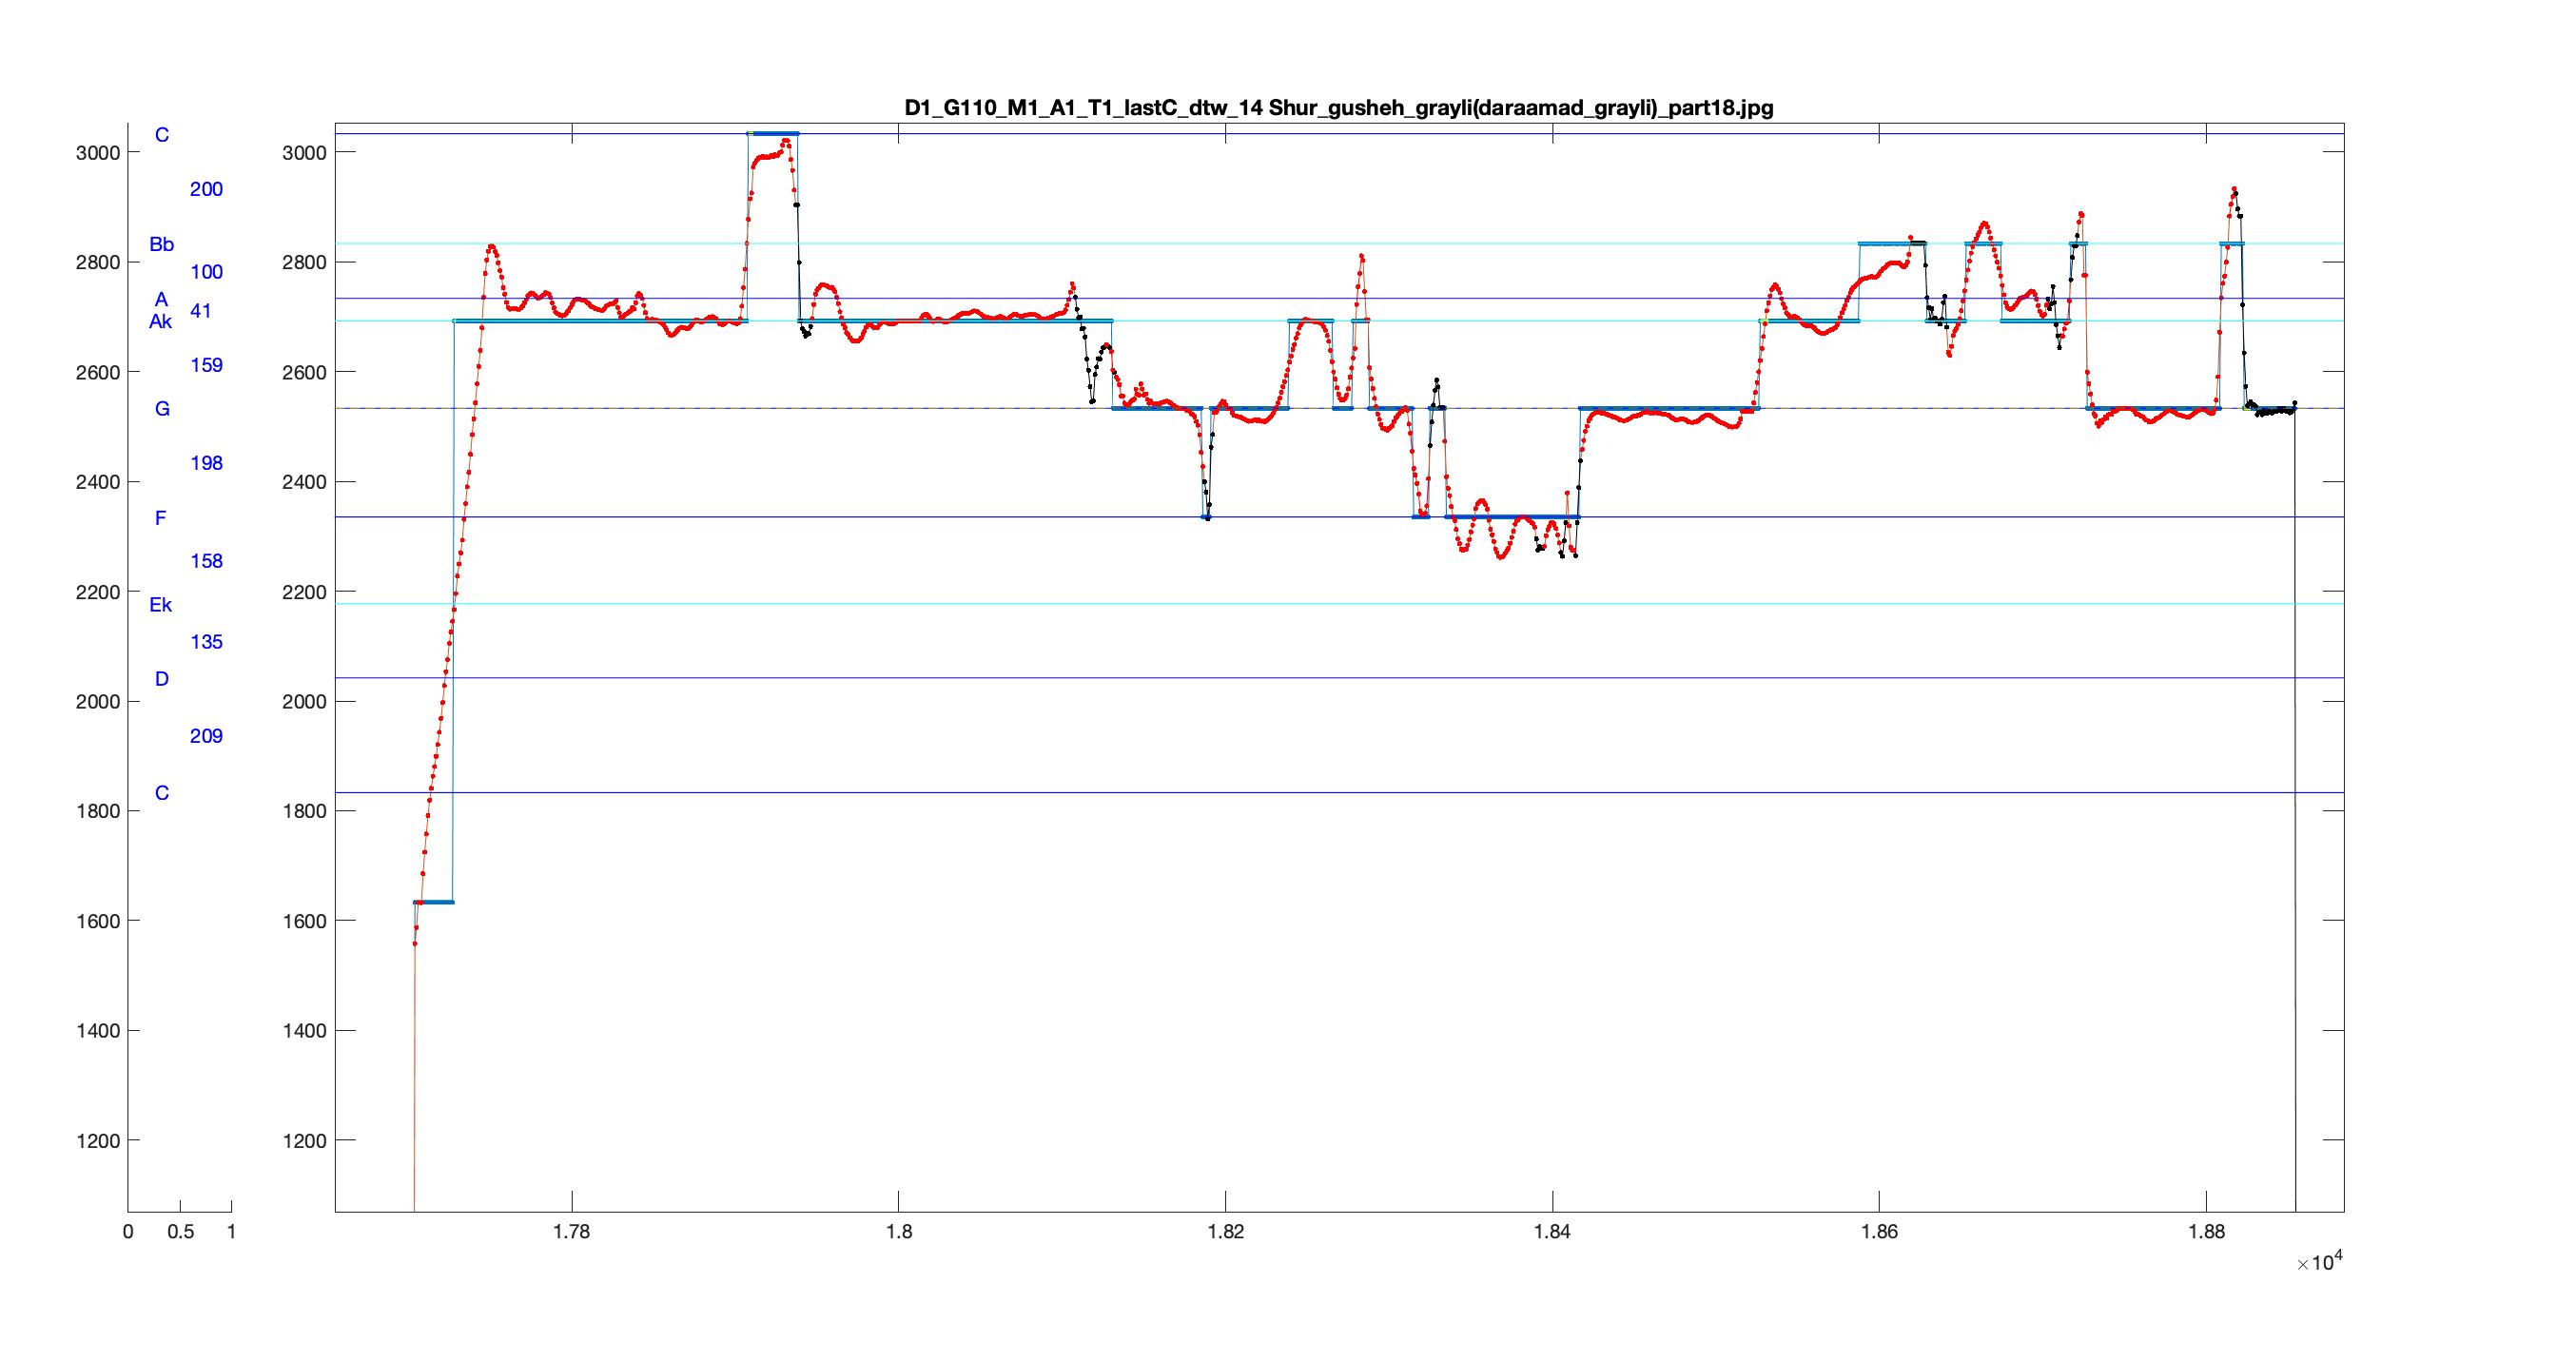 D1_G110_M1_A1_T1_lastC_dtw_14 Shur_gusheh_grayli(daraamad_grayli)_part18.jpg
C
3000 3000
200
Bb
2800 100 2800
A
41
Ak
159
2600 2600
G
198
2400 2400
F
158
2200 2200
Ek
135
D
2000 2000
209
C
1800 1800
1600 1600
1400 1400
1200 1200
0 0.5 1 1.78 1.8 1.82 1.84 1.86 1.88
×10^4